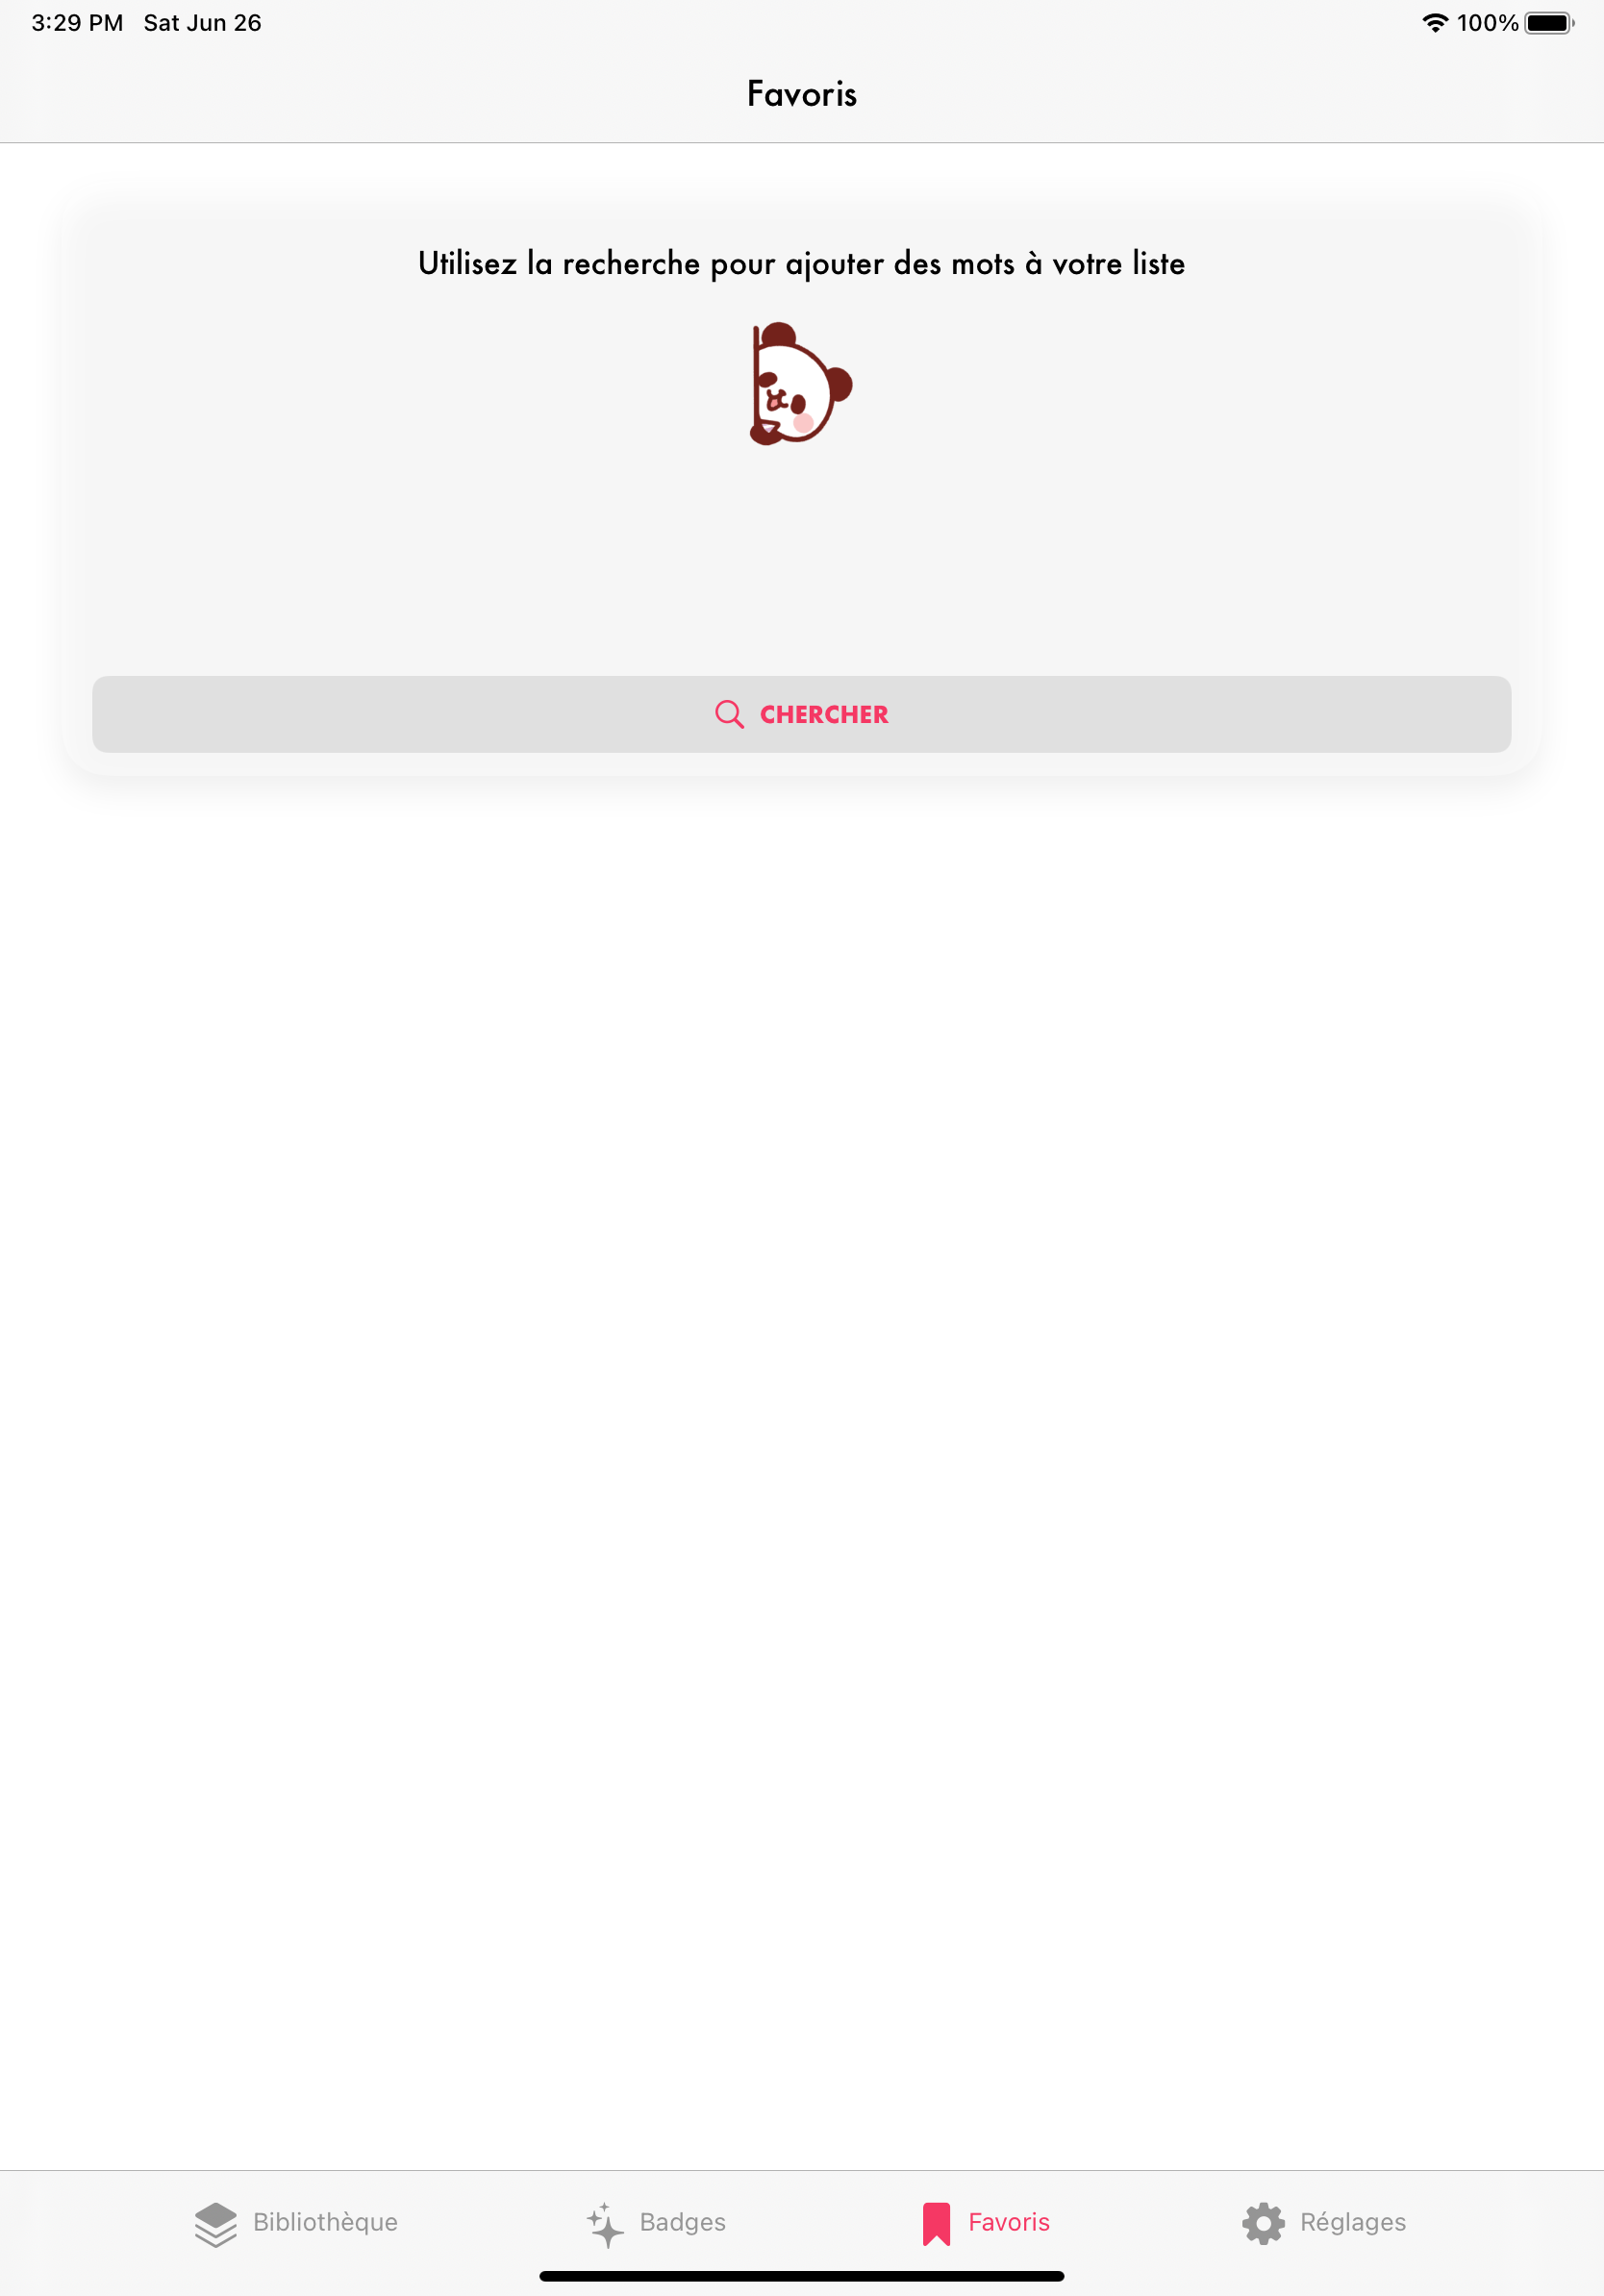 3:29 PM Sat Jun 26 100%
Favoris
Utilisez la recherche pour ajouter des mots à votre liste
CHERCHER
Bibliothèque Badges Favoris Réglages